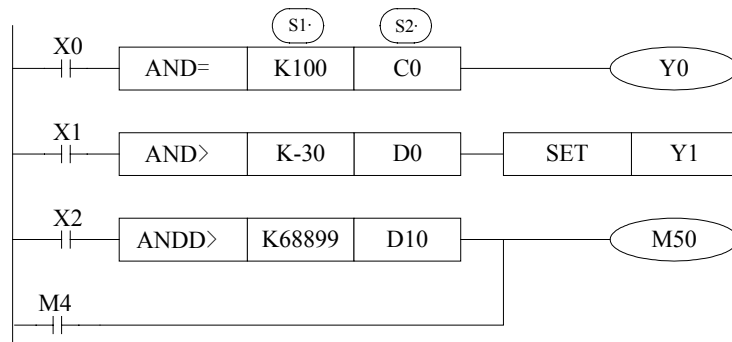 S1· S2·
X0 AND= K100 C0 Y0
X1 AND> K-30 D0 SET Y1
X2 ANDD> K68899 D10 M50
M4